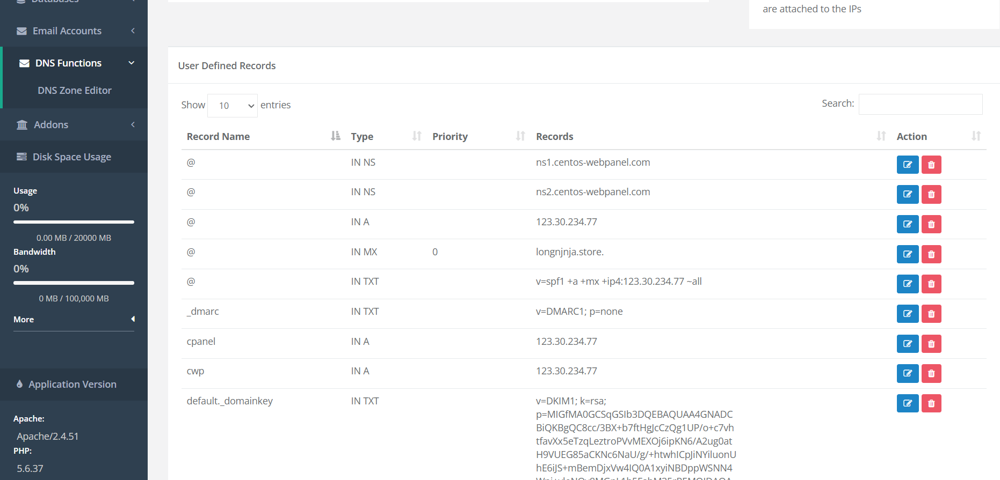 Databases
Email Accounts
DNS Functions
DNS Zone Editor
Addons
Disk Space Usage
Usage
0%
0.00 MB / 20000 MB
Bandwidth
0%
0 MB / 100,000 MB
More
Application Version
Apache:
Apache/2.4.51
PHP:
5.6.37
are attached to the IPs
User Defined Records
Show 10 entries
Search:
Record Name Type Priority Records Action
@ IN NS ns1.centos-webpanel.com
@ IN NS ns2.centos-webpanel.com
@ IN A 123.30.234.77
@ IN MX 0 longnjnja.store.
@ IN TXT v=spf1 +a +mx +ip4:123.30.234.77 ~all
_dmarc IN TXT v=DMARC1; p=none
cpanel IN A 123.30.234.77
cwp IN A 123.30.234.77
default._domainkey IN TXT v=DKIM1; k=rsa;
p=MIGfMA0GCSqGSIb3DQEBAQUAA4GNADC
BiQKBgQC8cc/3BX+b7ftHgJcCzQg1UP/o+c7vh
tfavXx5eTzqLeztroPVvMEXOj6ipKN6/A2ug0at
H9VUEG85aCKNc6NaU/g/+htwhICpJiNYiluonU
hE6iJS+mBemDjxVw4IQ0A1xyiNBDppWSNN4